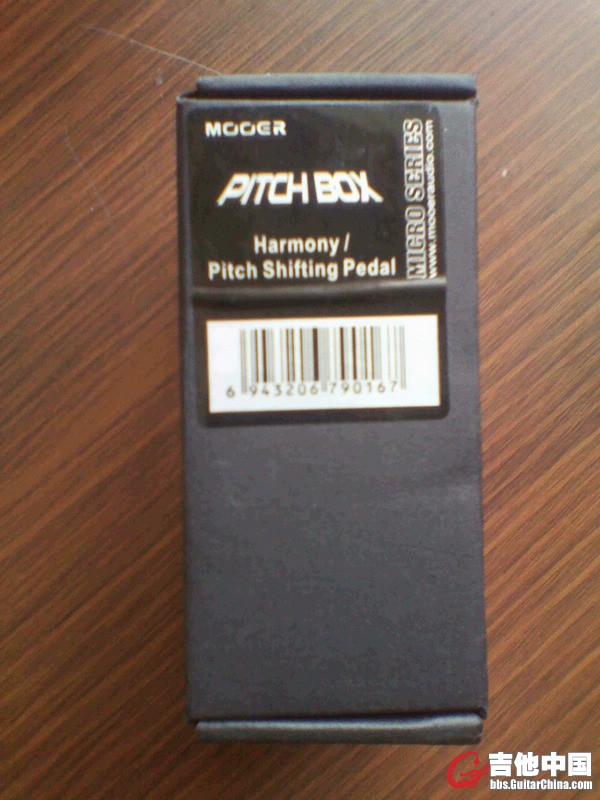 MOOER
PITCH BOX
Harmony /
Pitch Shifting Pedal
MICRO SERIES
www.mooeraudio.com
6 943206 790167
吉他中国
bbs.GuitarChina.com